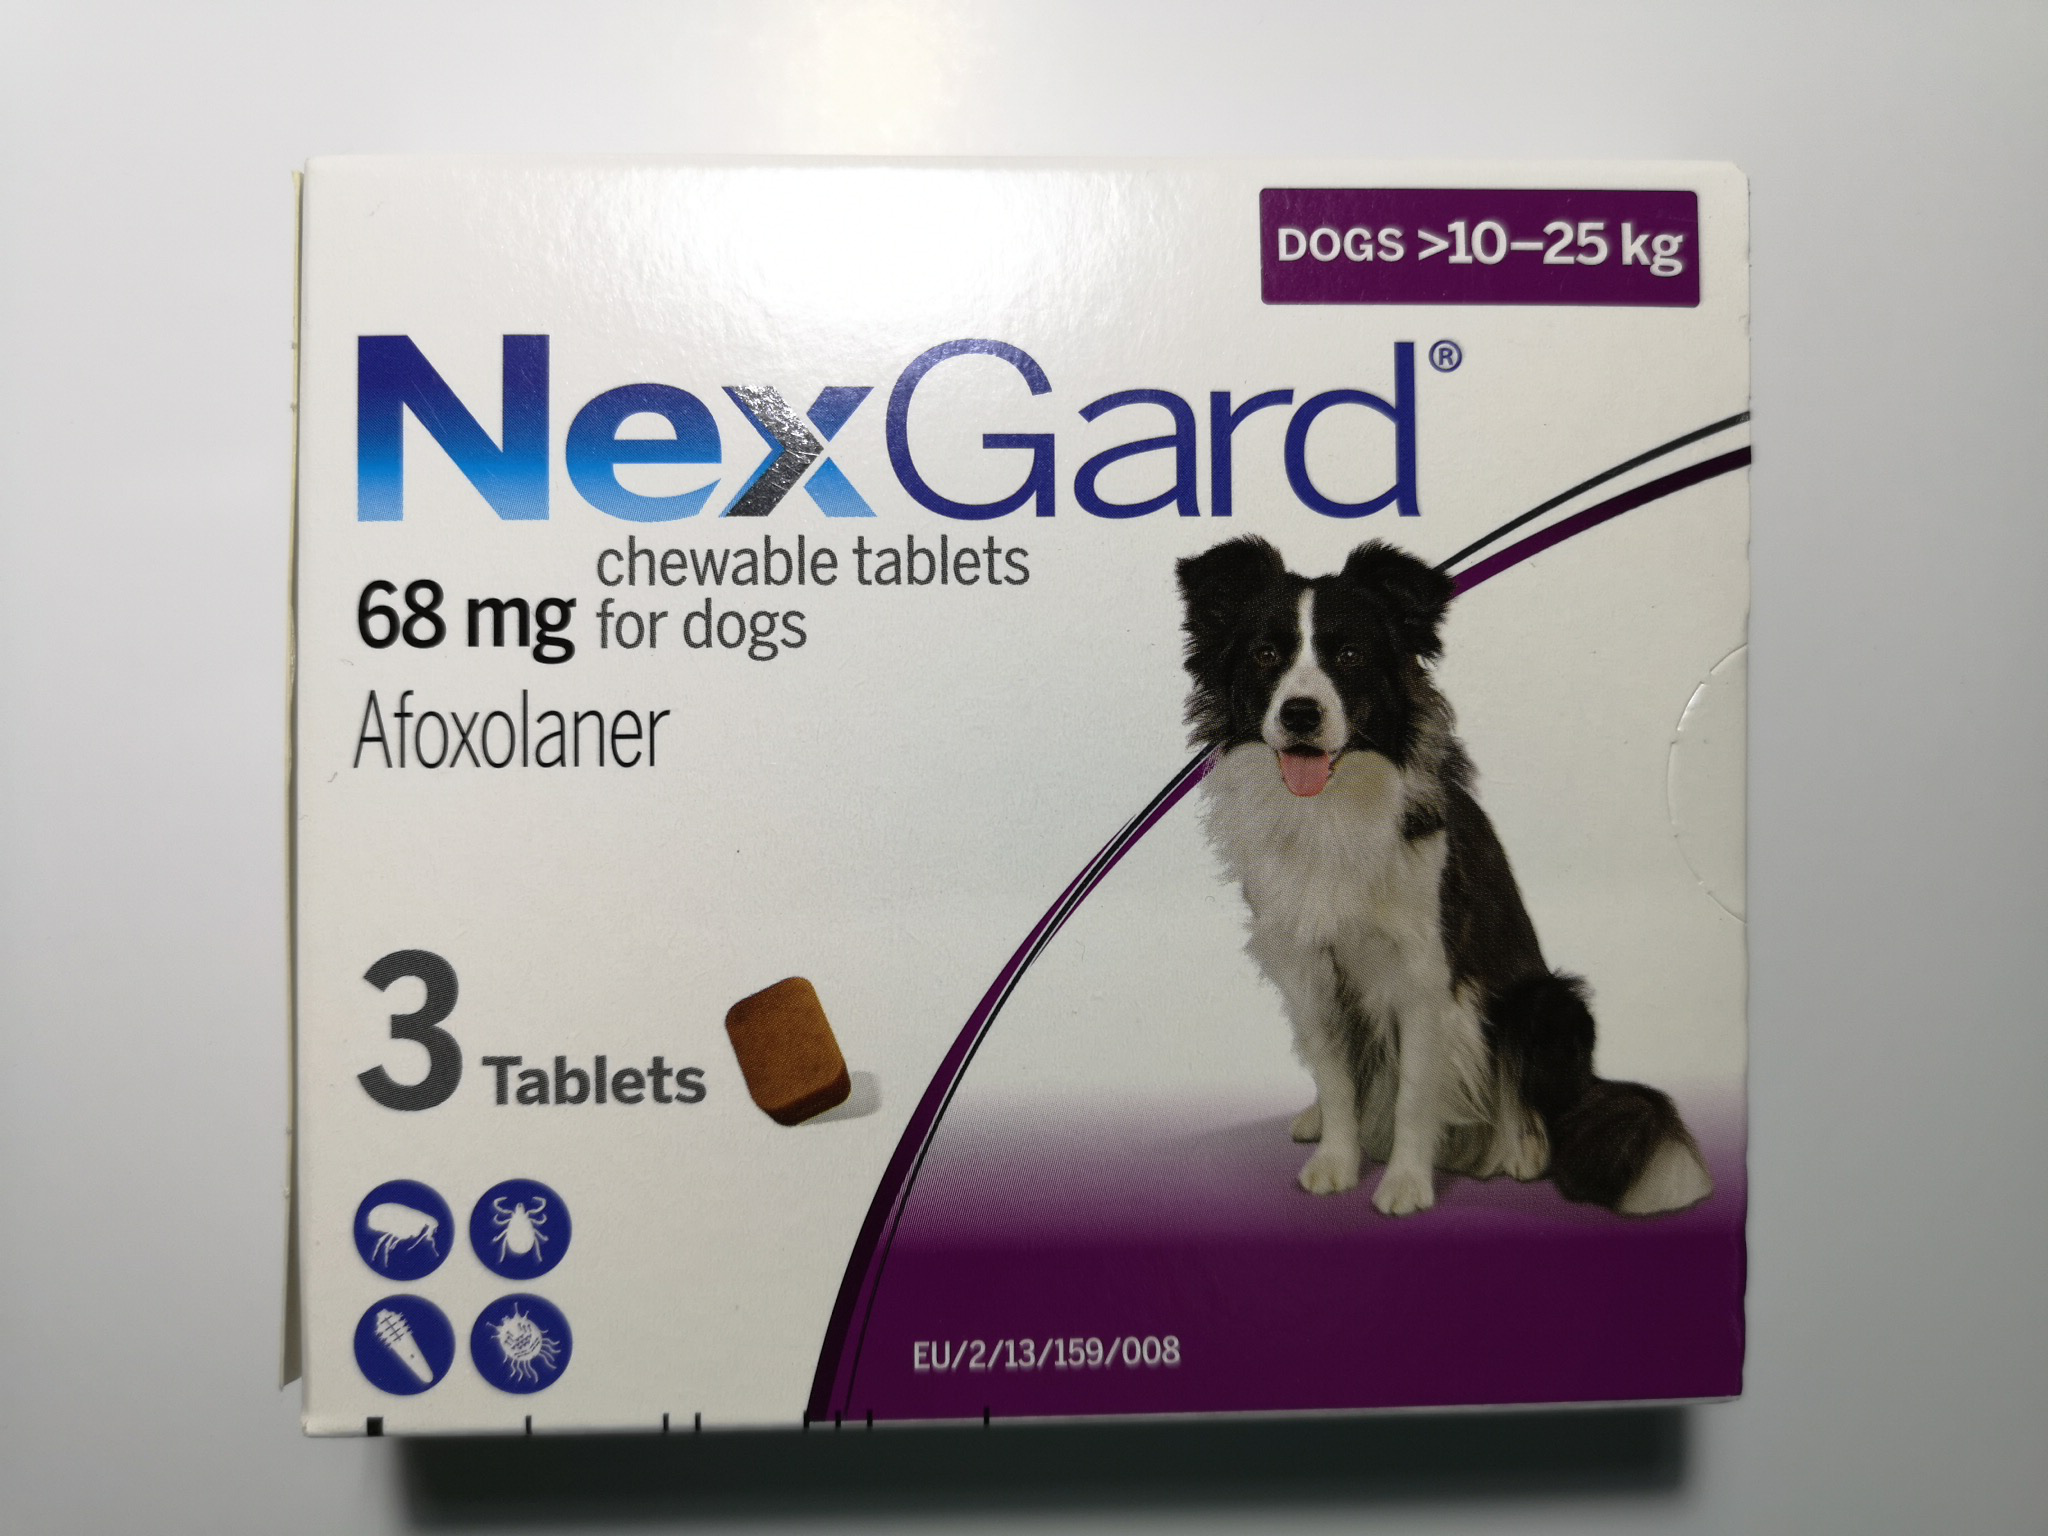 DOGS >10–25 kg
NexGard®
chewable tablets
68 mg for dogs
Afoxolaner
3 Tablets
EU/2/13/159/008